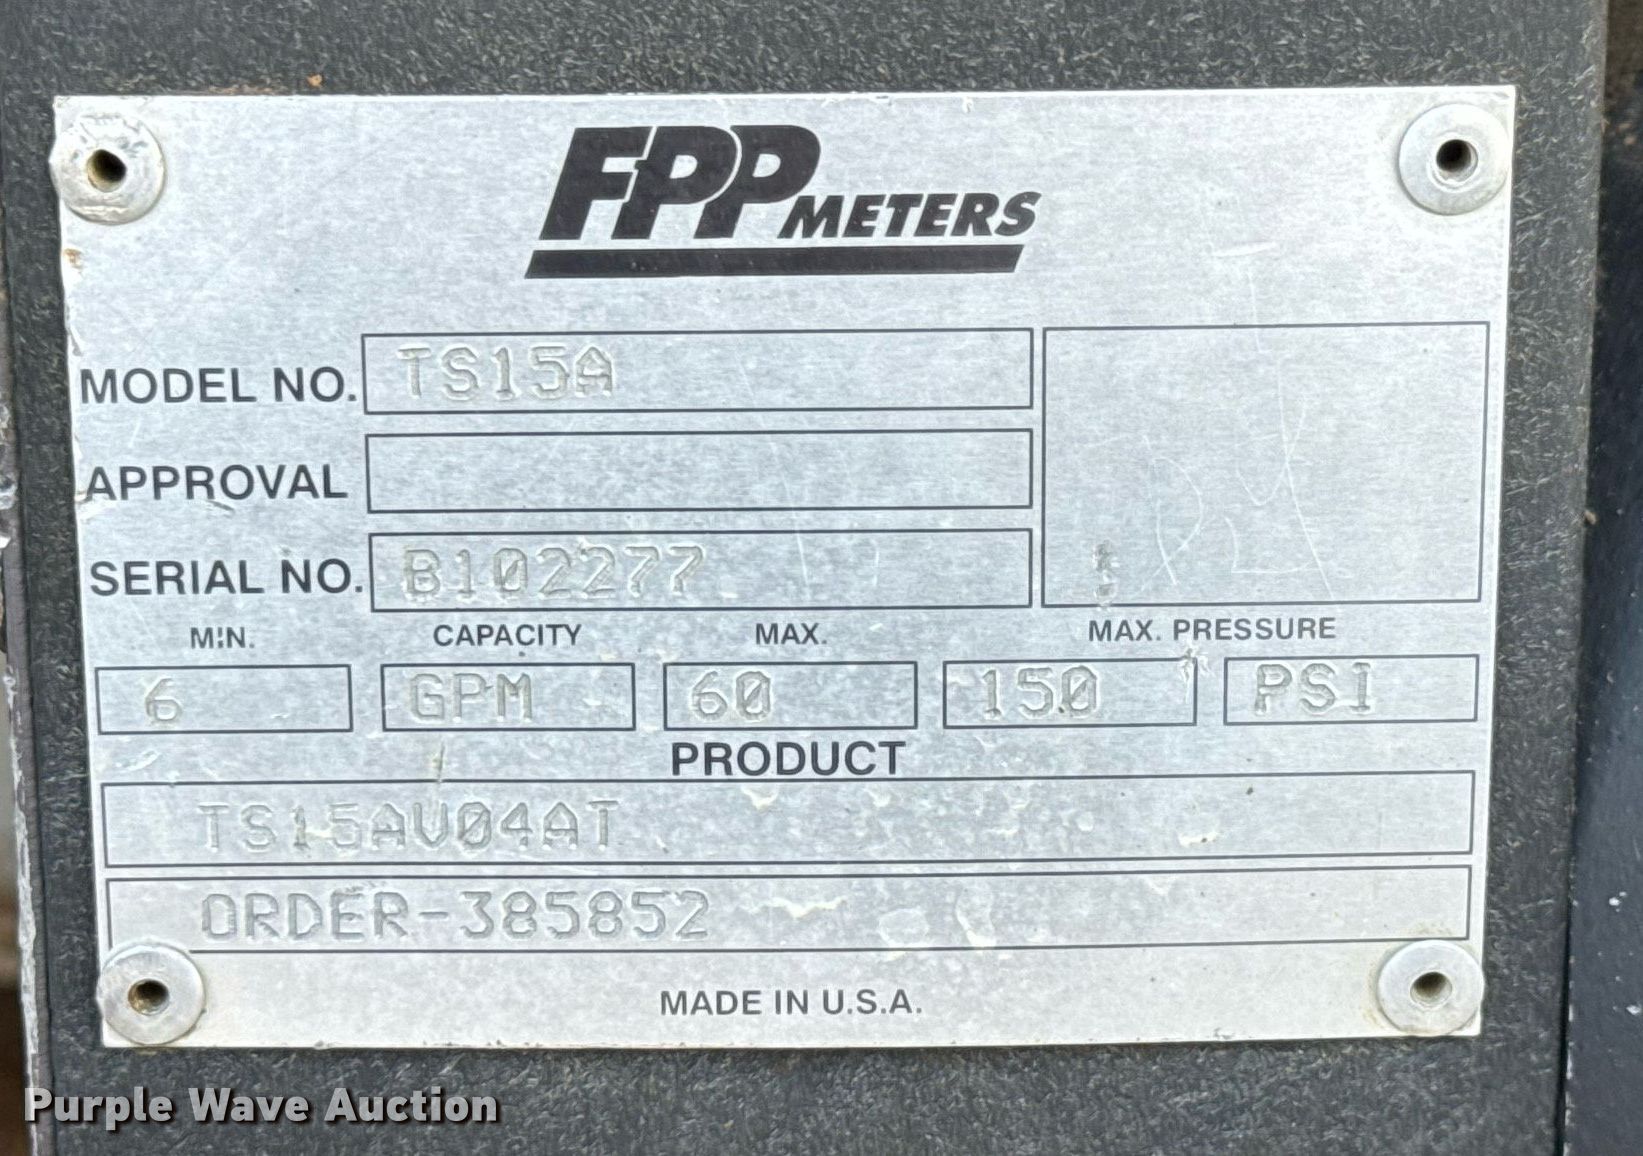 FPP METERS
MODEL NO. TS15A
APPROVAL
SERIAL NO. B102277
MIN. CAPACITY MAX. MAX. PRESSURE
6 GPM 60 150 PSI
PRODUCT
TS15AV04AT
ORDER-385852
MADE IN U.S.A.
Purple Wave Auction